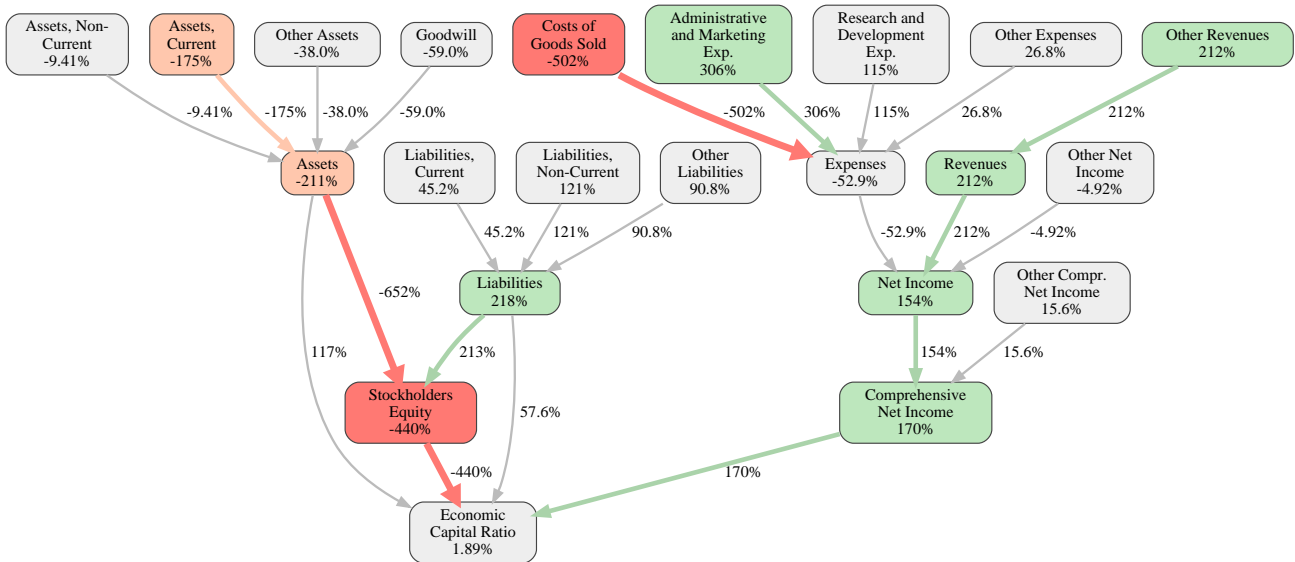 Assets, Non-
Current
-9.41%
Assets,
Current
-175%
Other Assets
-38.0%
Goodwill
-59.0%
Costs of
Goods Sold
-502%
Administrative
and Marketing
Exp.
306%
Research and
Development
Exp.
115%
Other Expenses
26.8%
Other Revenues
212%
-9.41%
-175%
-38.0%
-59.0%
-502%
306%
115%
26.8%
212%
Assets
-211%
Liabilities,
Current
45.2%
Liabilities,
Non-Current
121%
Other
Liabilities
90.8%
Expenses
-52.9%
Revenues
212%
Other Net
Income
-4.92%
45.2%
121%
90.8%
-52.9%
212%
-4.92%
-652%
Liabilities
218%
Net Income
154%
Other Compr.
Net Income
15.6%
117%
213%
154%
15.6%
Stockholders
Equity
-440%
57.6%
Comprehensive
Net Income
170%
-440%
170%
Economic
Capital Ratio
1.89%